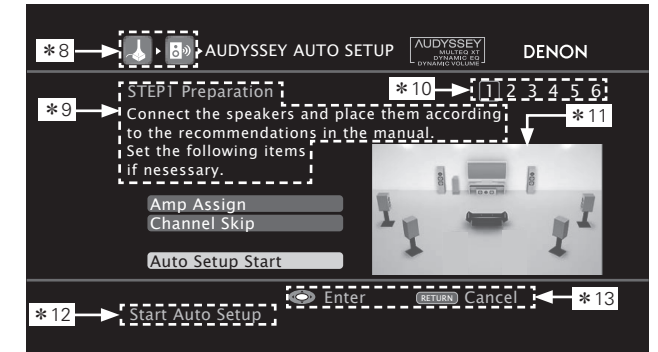 *8 AUDYSSEY AUTO SETUP AUDYSSEY MULTEQ XT DYNAMIC EQ DYNAMIC VOLUME DENON
*9 STEP1 Preparation *10 1 2 3 4 5 6
Connect the speakers and place them according *11
to the recommendations in the manual.
Set the following items
if nesessary.
Amp Assign
Channel Skip
Auto Setup Start
Enter RETURN Cancel *13
*12 Start Auto Setup